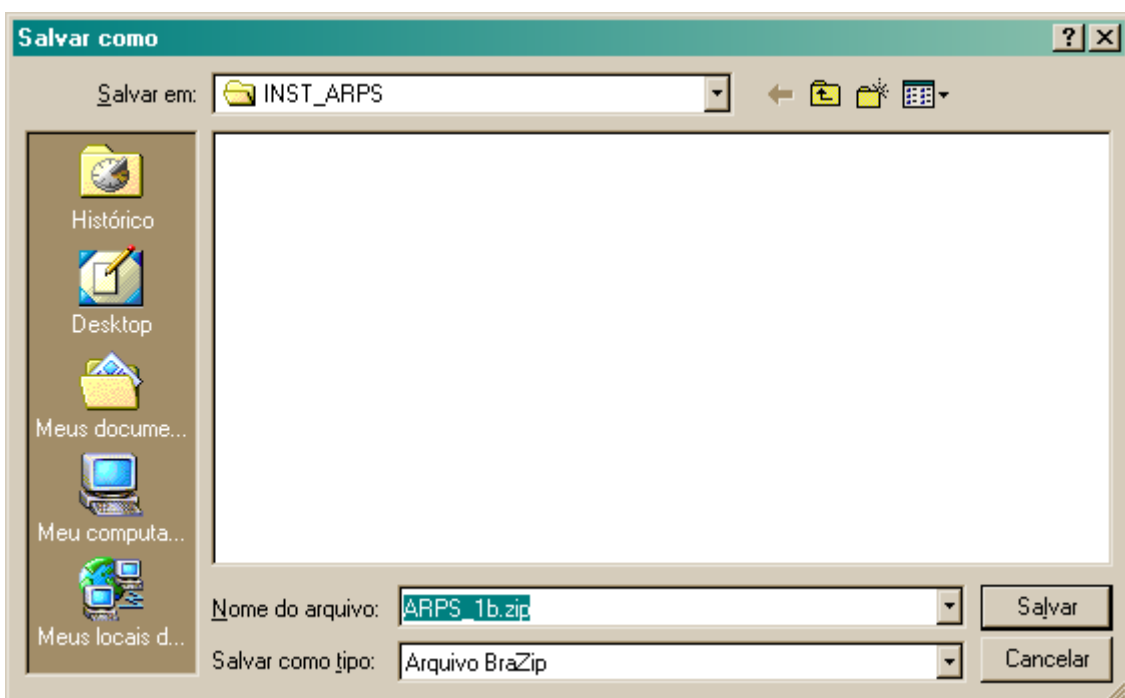 Salvar como
Salvar em: INST_ARPS
Histórico
Desktop
Meus docume...
Meu computa...
Meus locais d...
Nome do arquivo: ARPS_1b.zip Salvar
Salvar como tipo: Arquivo BraZip Cancelar